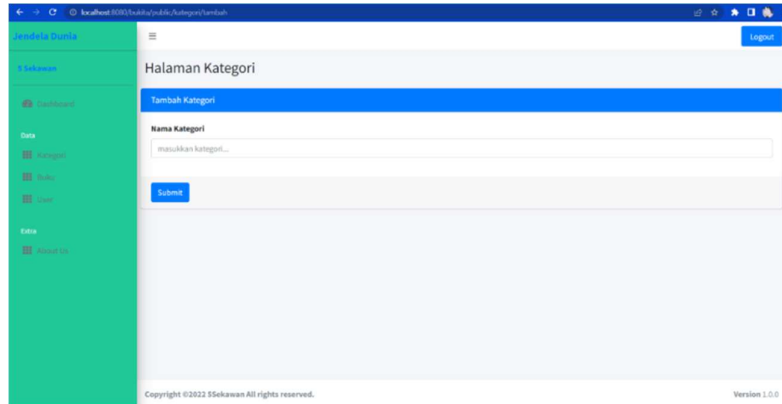 localhost:8080/bukita/public/kategori/tambah
Jendela Dunia
Logout
5 Sekawan
Halaman Kategori
Dashboard
Tambah Kategori
Data
Nama Kategori
Kategori
masukkan kategori...
Buku
User
Submit
Extra
About Us
Copyright ©2022 5Sekawan All rights reserved.
Version 1.0.0